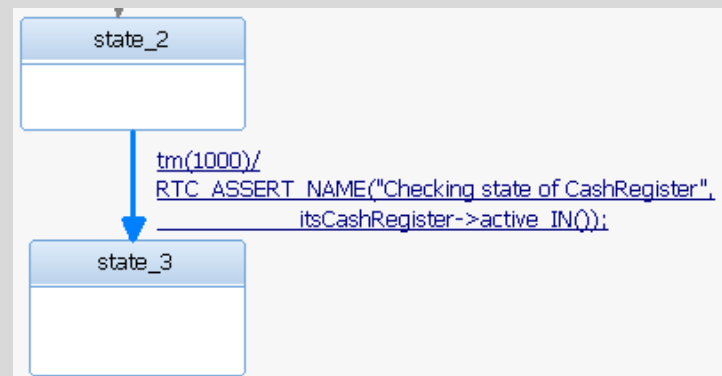 state_2
tm(1000)/
RTC_ASSERT_NAME("Checking state of CashRegister",
itsCashRegister->active_IN());
state_3